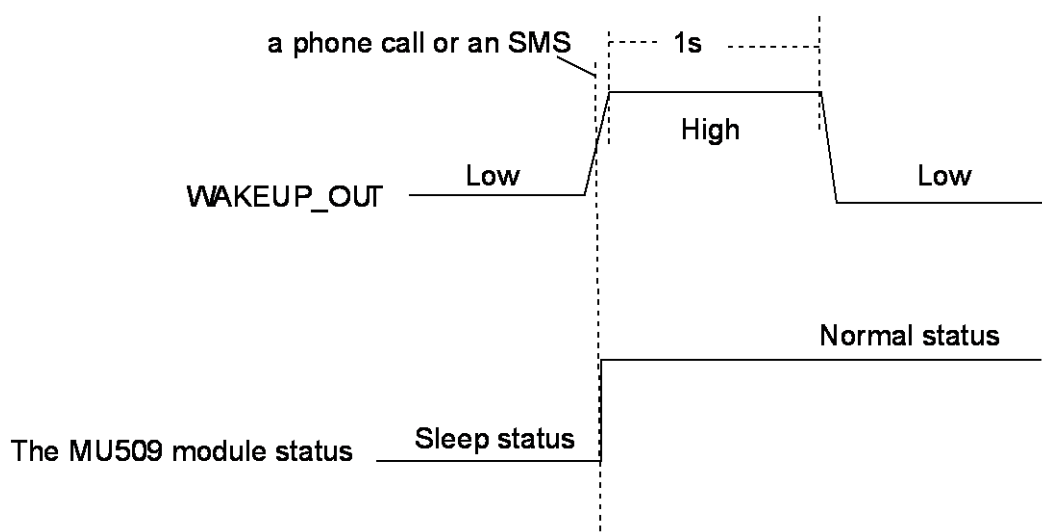 a phone call or an SMS
1s
High
Low
Low
WAKEUP_OUT
Normal status
Sleep status
The MU509 module status